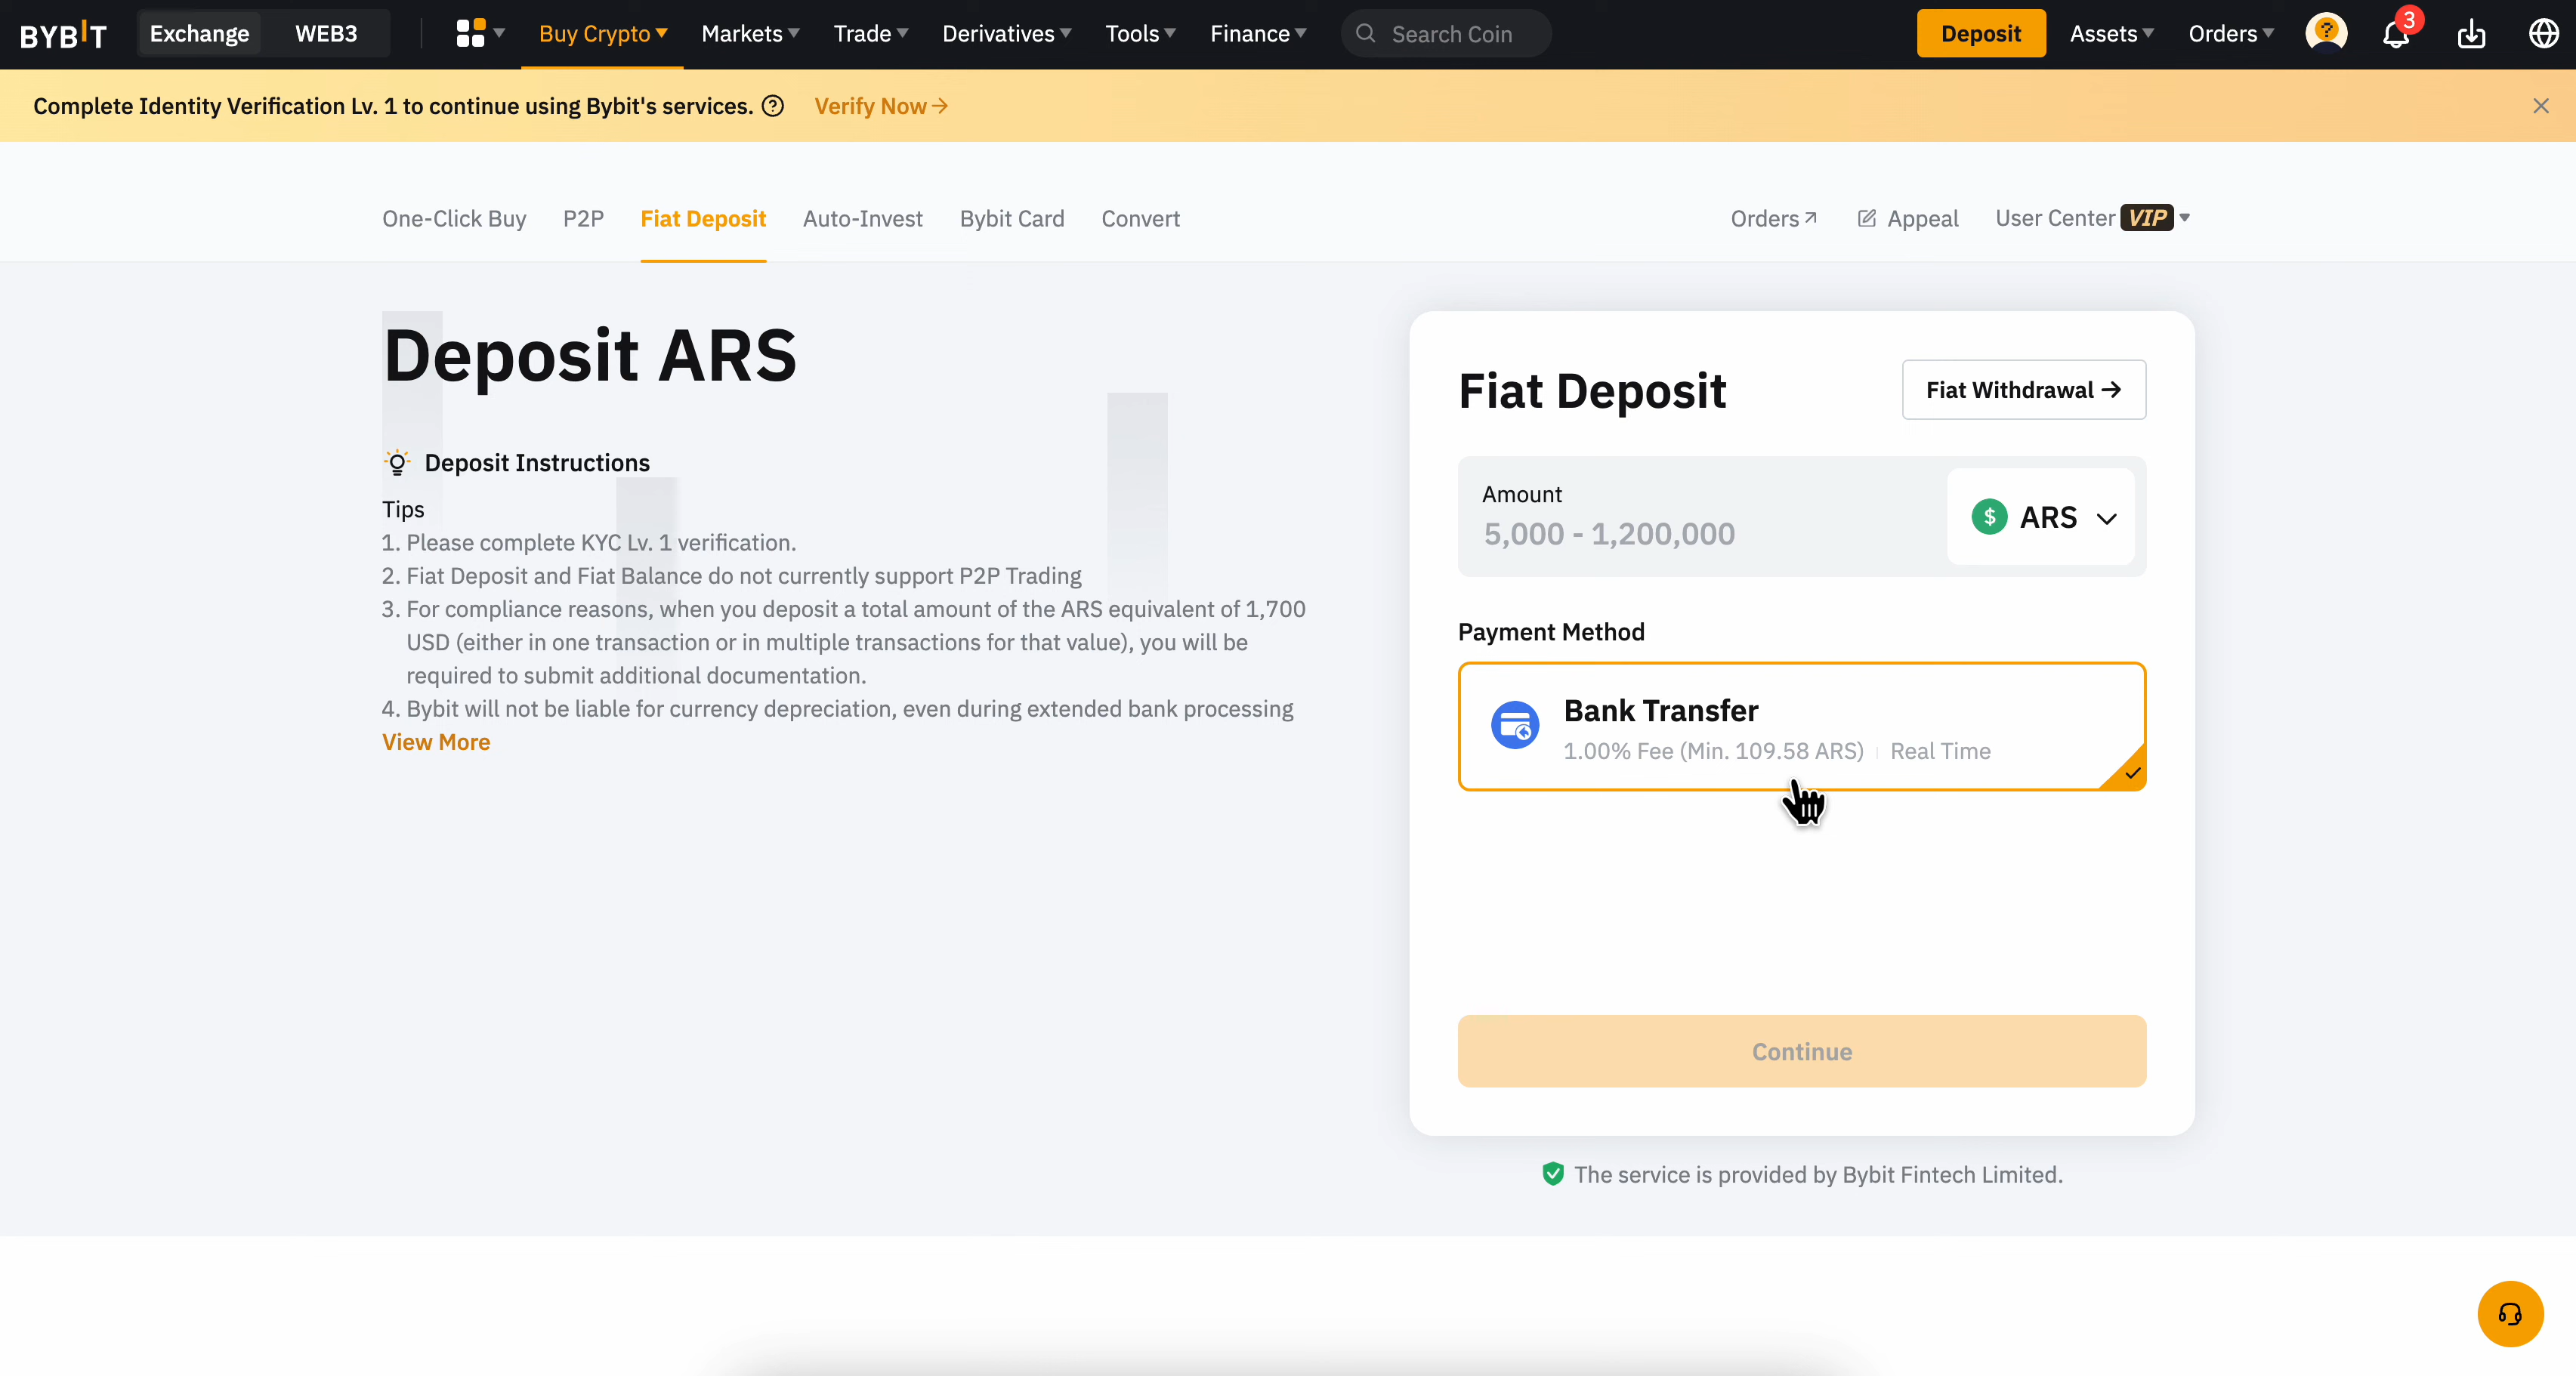 BYBIT Exchange WEB3 Buy Crypto Markets Trade Derivatives Tools Finance Search Coin Deposit Assets Orders 3
Complete Identity Verification Lv. 1 to continue using Bybit's services. Verify Now
One-Click Buy P2P Fiat Deposit Auto-Invest Bybit Card Convert Orders Appeal User Center VIP
Deposit ARS
Deposit Instructions
Tips
1. Please complete KYC Lv. 1 verification.
2. Fiat Deposit and Fiat Balance do not currently support P2P Trading
3. For compliance reasons, when you deposit a total amount of the ARS equivalent of 1,700
USD (either in one transaction or in multiple transactions for that value), you will be
required to submit additional documentation.
4. Bybit will not be liable for currency depreciation, even during extended bank processing
View More
Fiat Deposit
Fiat Withdrawal
Amount
5,000 - 1,200,000
$ ARS
Payment Method
Bank Transfer
1.00% Fee (Min. 109.58 ARS) Real Time
Continue
The service is provided by Bybit Fintech Limited.